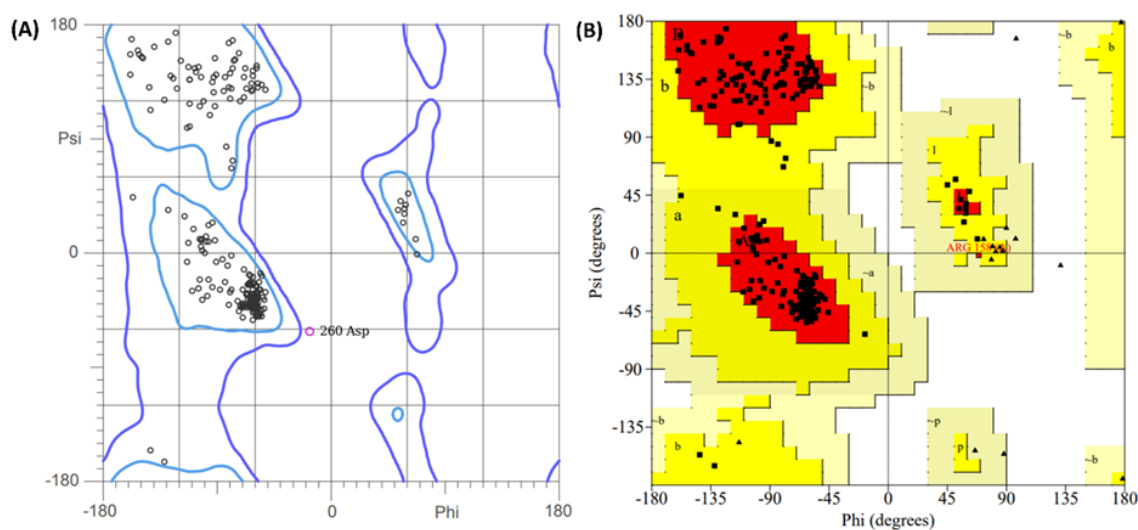 (A)
180
Psi
0
-180
260 Asp
-180
0
Phi
180
(B)
180
135
90
45
0
-45
-90
-135
Psi (degrees)
B
b
~b
~b
b
~l
l
a
A
ARG 158
~a
~b
b
~b
~p
p
~b
-180
-135
-90
-45
0
45
90
135
180
Phi (degrees)